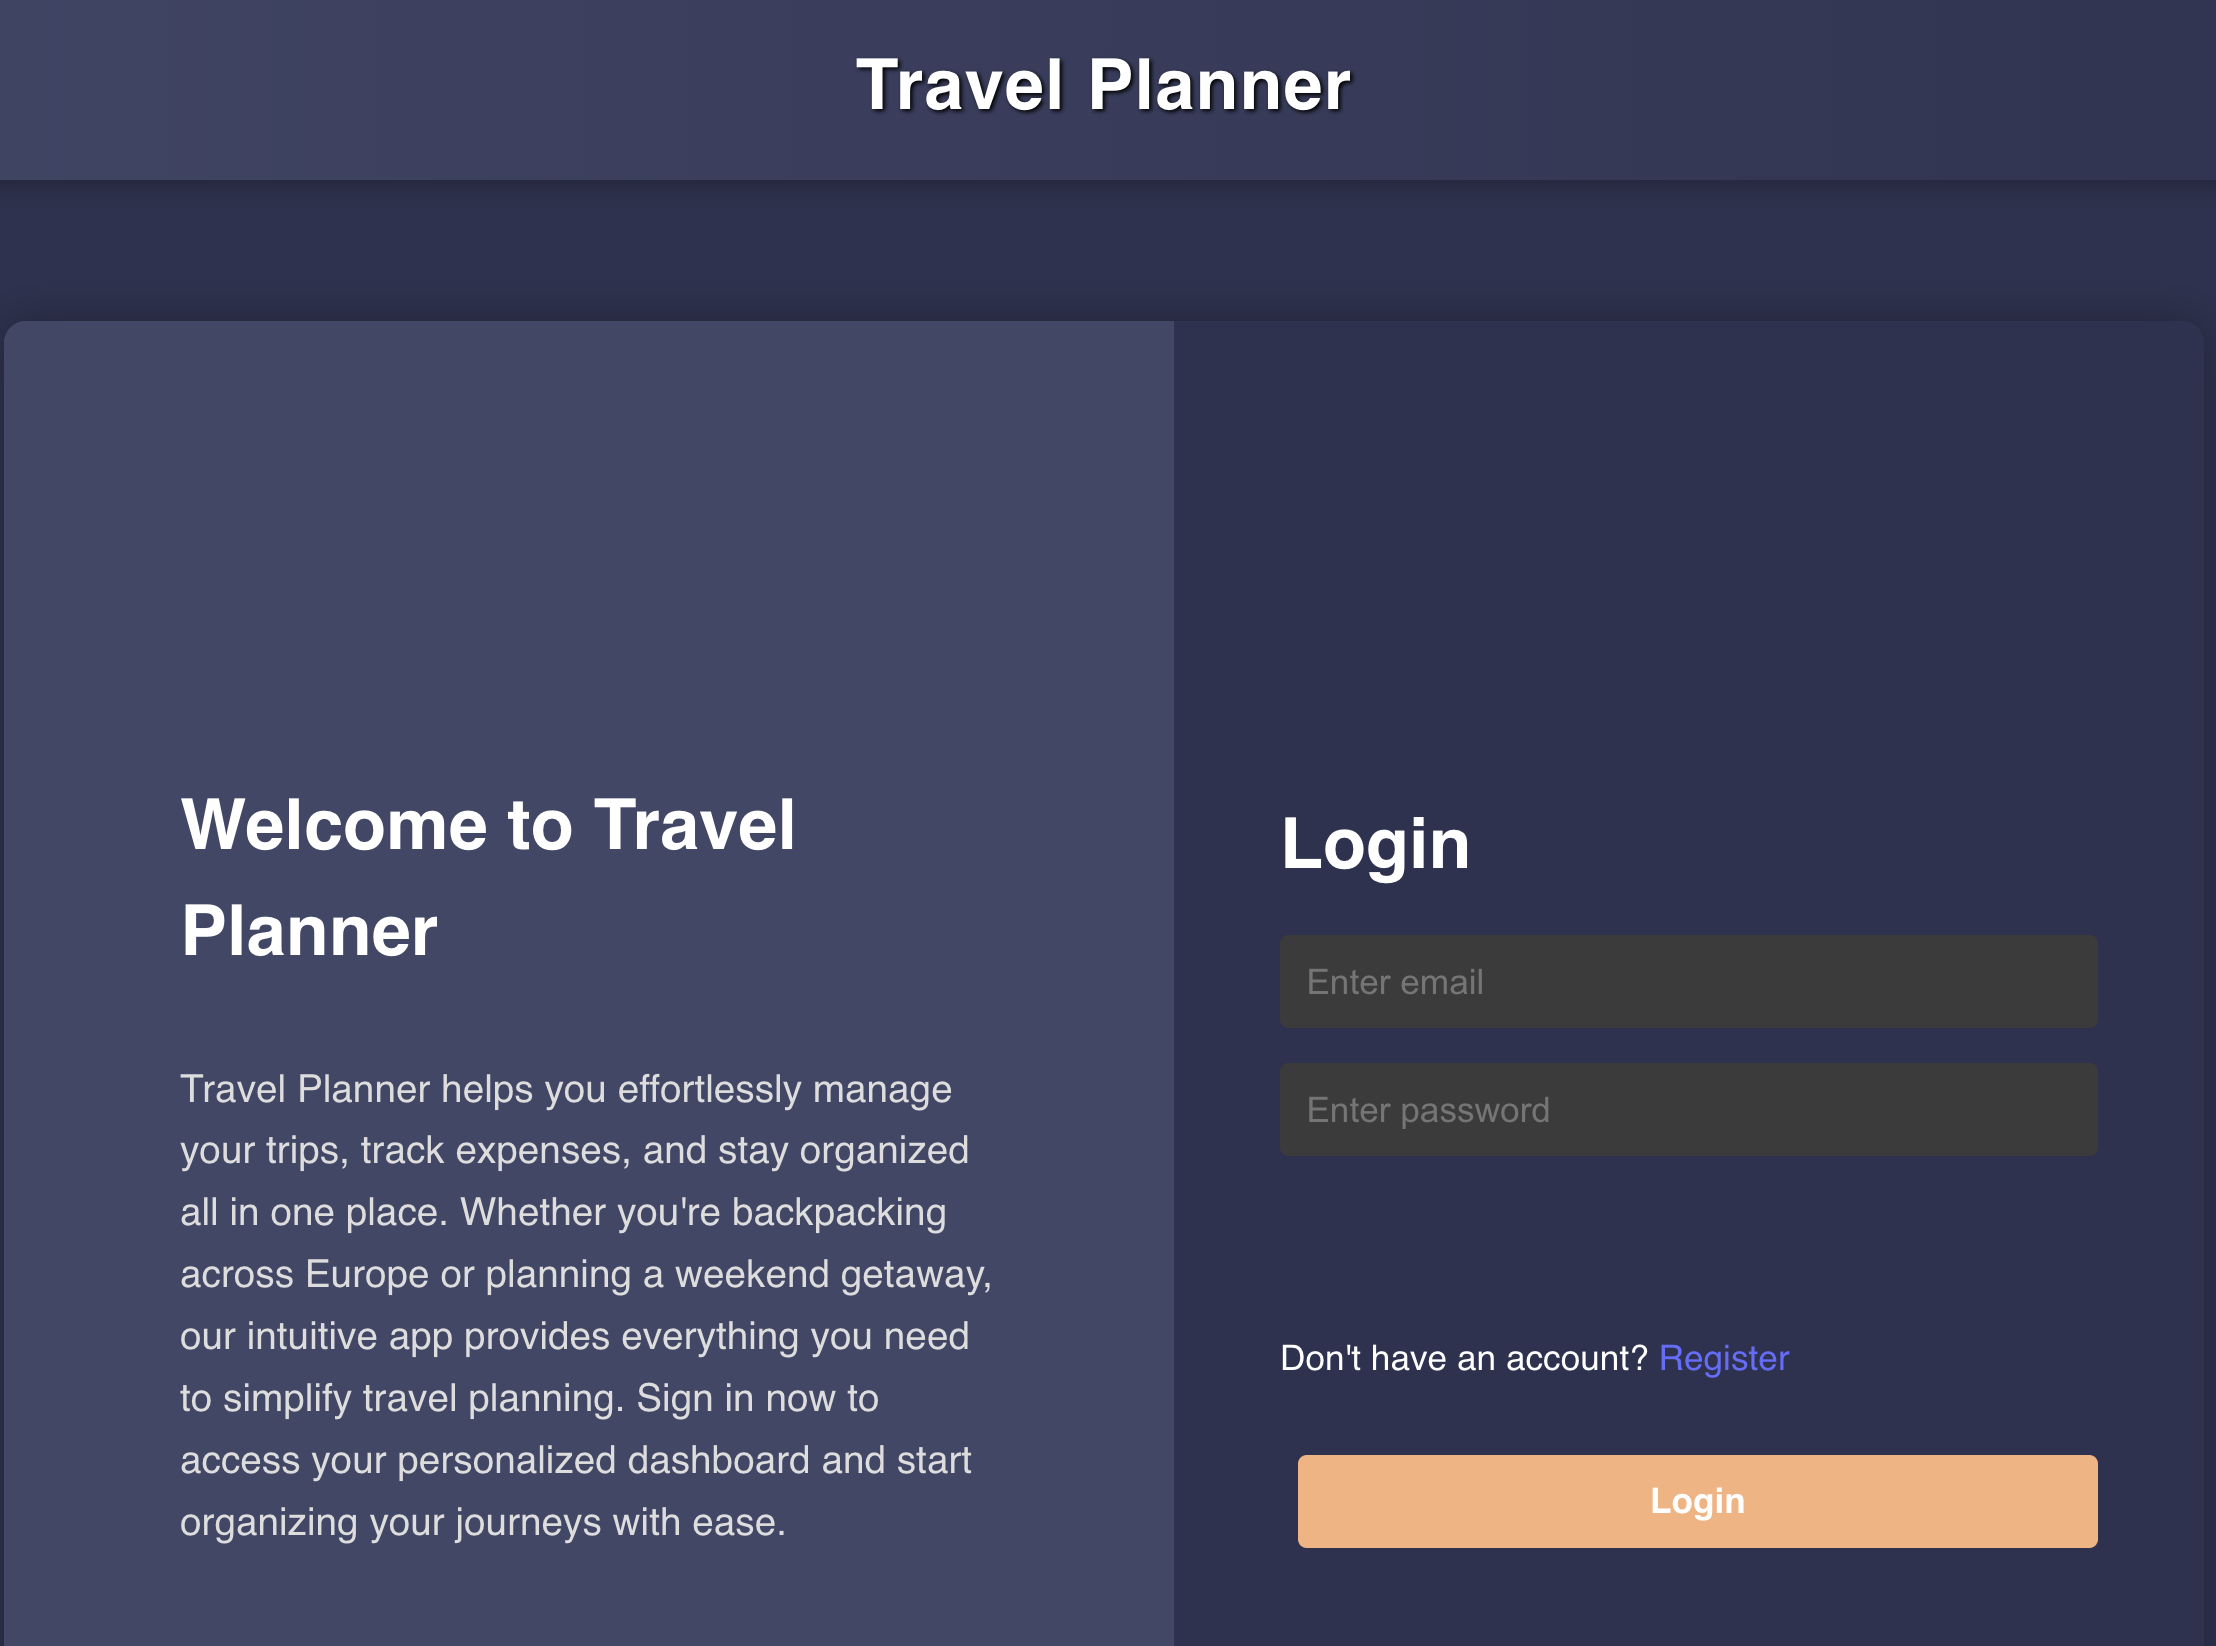 Travel Planner
Welcome to Travel
Planner
Travel Planner helps you effortlessly manage
your trips, track expenses, and stay organized
all in one place. Whether you're backpacking
across Europe or planning a weekend getaway,
our intuitive app provides everything you need
to simplify travel planning. Sign in now to
access your personalized dashboard and start
organizing your journeys with ease.
Login
Enter email
Enter password
Don't have an account? Register
Login